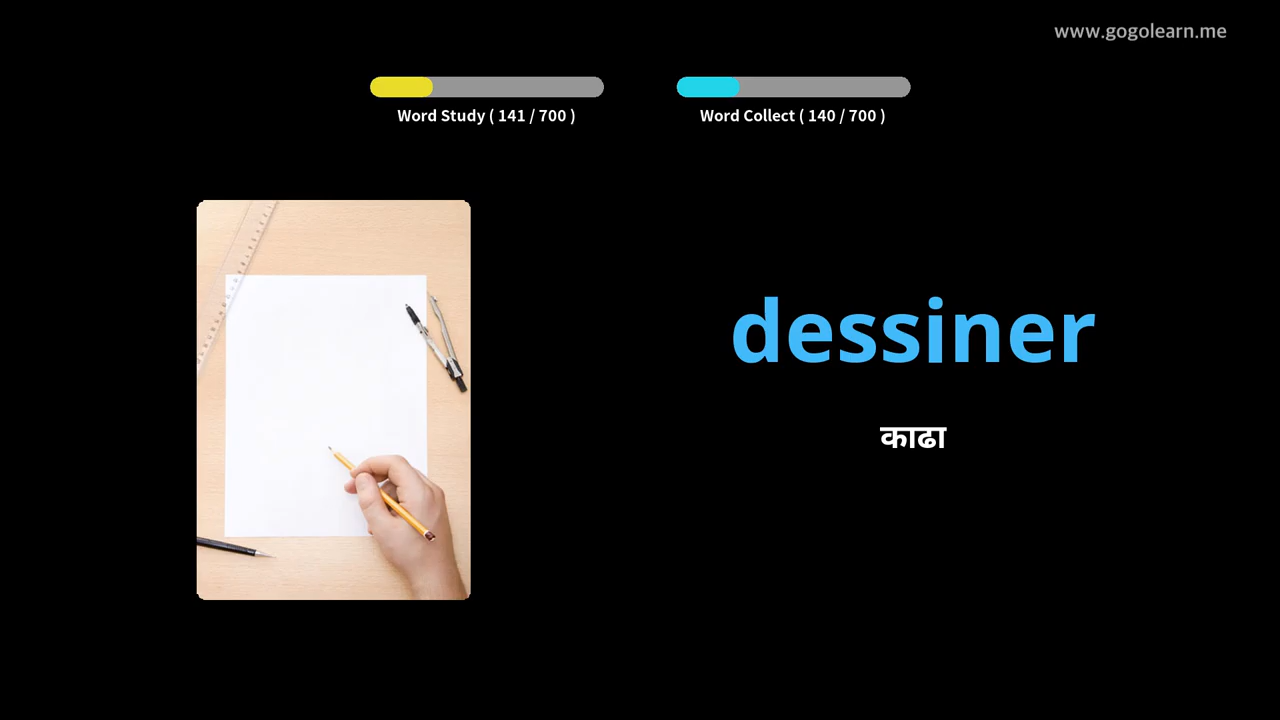 www.gogolearn.me
Word Study ( 141 / 700 )
Word Collect ( 140 / 700 )
dessiner
काढा